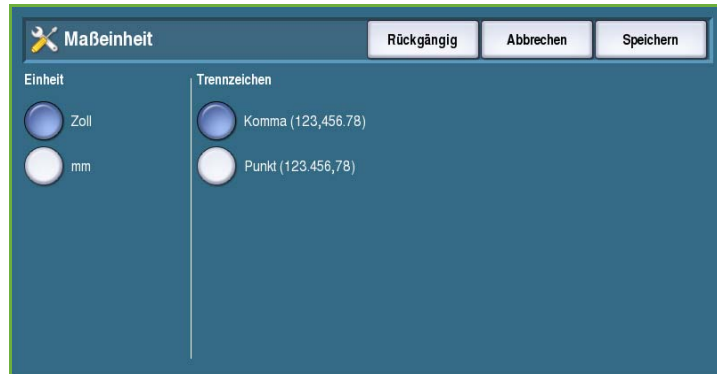 Maßeinheit
Rückgängig
Abbrechen
Speichern
Einheit
Trennzeichen
Zoll
Komma (123,456.78)
mm
Punkt (123.456,78)